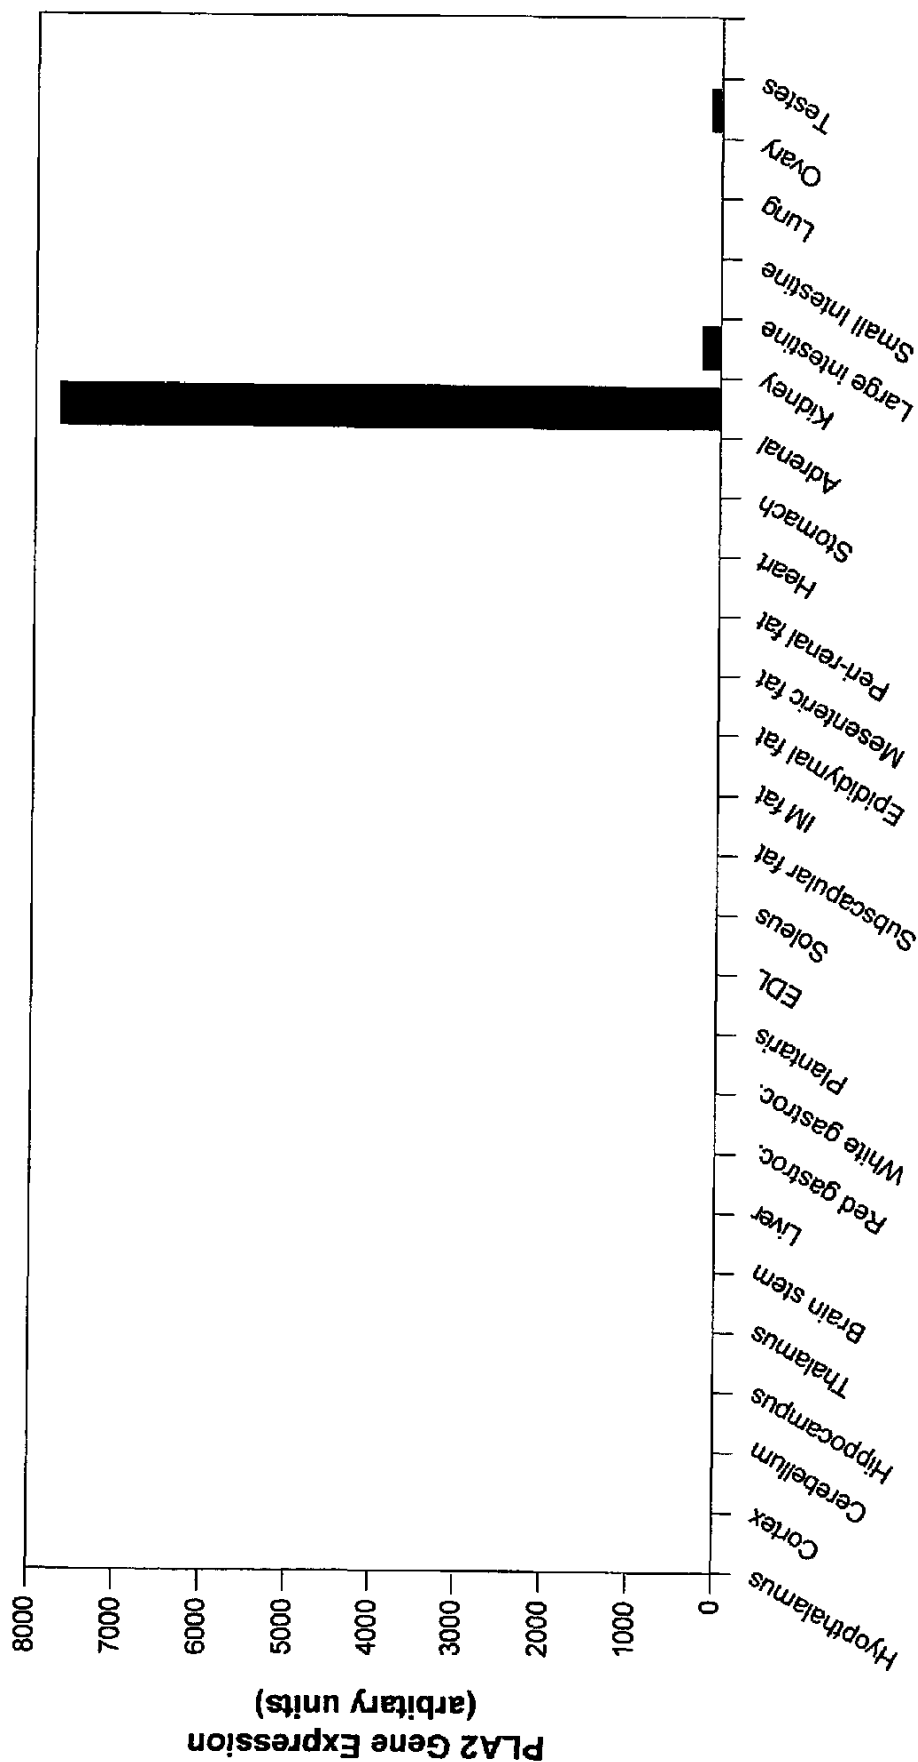 PLA2 Gene Expression
(arbitary units)
8000
7000
6000
5000
4000
3000
2000
1000
0
Hyopthalamus
Cortex
Cerebellum
Hippocampus
Thalamus
Brain stem
Liver
Red gastroc.
White gastroc.
Plantaris
EDL
Soleus
Subscapular fat
IM fat
Epididymal fat
Mesenteric fat
Peri-renal fat
Heart
Stomach
Adrenal
Kidney
Large intestine
Small Intestine
Lung
Ovary
Testes